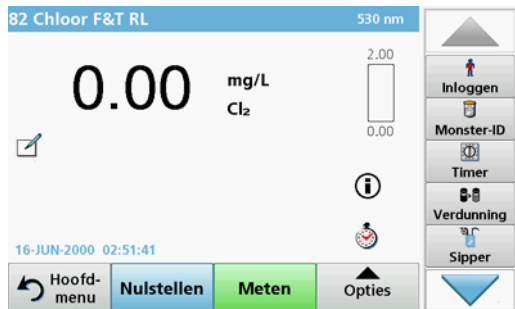 82 Chloor F&T RL
530 nm
0.00
mg/L
Cl₂
2.00
0.00
16-JUN-2000 02:51:41
Hoofd-
menu
Nulstellen
Meten
Opties
Inloggen
Monster-ID
Timer
Verdunning
Sipper